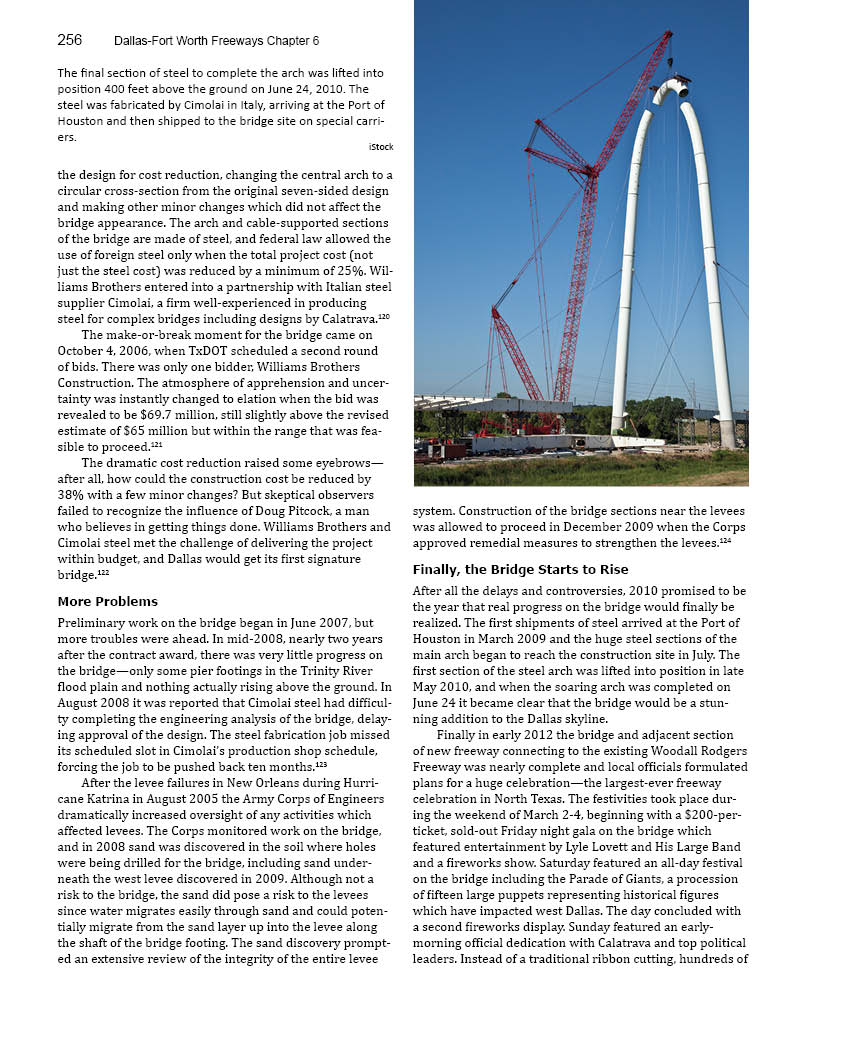 256 Dallas-Fort Worth Freeways Chapter 6
The final section of steel to complete the arch was lifted into
position 400 feet above the ground on June 24, 2010. The
steel was fabricated by Cimolai in Italy, arriving at the Port of
Houston and then shipped to the bridge site on special carri-
ers.
iStock
the design for cost reduction, changing the central arch to a
circular cross-section from the original seven-sided design
and making other minor changes which did not affect the
bridge appearance. The arch and cable-supported sections
of the bridge are made of steel, and federal law allowed the
use of foreign steel only when the total project cost (not
just the steel cost) was reduced by a minimum of 25%. Wil-
liams Brothers entered into a partnership with Italian steel
supplier Cimolai, a firm well-experienced in producing
steel for complex bridges including designs by Calatrava.¹²⁰
The make-or-break moment for the bridge came on
October 4, 2006, when TxDOT scheduled a second round
of bids. There was only one bidder, Williams Brothers
Construction. The atmosphere of apprehension and uncer-
tainty was instantly changed to elation when the bid was
revealed to be $69.7 million, still slightly above the revised
estimate of $65 million but within the range that was fea-
sible to proceed.¹²¹
The dramatic cost reduction raised some eyebrows—
after all, how could the construction cost be reduced by
38% with a few minor changes? But skeptical observers
failed to recognize the influence of Doug Pitcock, a man
who believes in getting things done. Williams Brothers and
Cimolai steel met the challenge of delivering the project
within budget, and Dallas would get its first signature
bridge.¹²²
More Problems
Preliminary work on the bridge began in June 2007, but
more troubles were ahead. In mid-2008, nearly two years
after the contract award, there was very little progress on
the bridge—only some pier footings in the Trinity River
flood plain and nothing actually rising above the ground. In
August 2008 it was reported that Cimolai steel had difficul-
ty completing the engineering analysis of the bridge, delay-
ing approval of the design. The steel fabrication job missed
its scheduled slot in Cimolai's production shop schedule,
forcing the job to be pushed back ten months.¹²³
After the levee failures in New Orleans during Hurri-
cane Katrina in August 2005 the Army Corps of Engineers
dramatically increased oversight of any activities which
affected levees. The Corps monitored work on the bridge,
and in 2008 sand was discovered in the soil where holes
were being drilled for the bridge, including sand under-
neath the west levee discovered in 2009. Although not a
risk to the bridge, the sand did pose a risk to the levees
since water migrates easily through sand and could poten-
tially migrate from the sand layer up into the levee along
the shaft of the bridge footing. The sand discovery prompt-
ed an extensive review of the integrity of the entire levee
system. Construction of the bridge sections near the levees
was allowed to proceed in December 2009 when the Corps
approved remedial measures to strengthen the levees.¹²⁴
Finally, the Bridge Starts to Rise
After all the delays and controversies, 2010 promised to be
the year that real progress on the bridge would finally be
realized. The first shipments of steel arrived at the Port of
Houston in March 2009 and the huge steel sections of the
main arch began to reach the construction site in July. The
first section of the steel arch was lifted into position in late
May 2010, and when the soaring arch was completed on
June 24 it became clear that the bridge would be a stun-
ning addition to the Dallas skyline.
Finally in early 2012 the bridge and adjacent section
of new freeway connecting to the existing Woodall Rodgers
Freeway was nearly complete and local officials formulated
plans for a huge celebration—the largest-ever freeway
celebration in North Texas. The festivities took place dur-
ing the weekend of March 2-4, beginning with a $200-per-
ticket, sold-out Friday night gala on the bridge which
featured entertainment by Lyle Lovett and His Large Band
and a fireworks show. Saturday featured an all-day festival
on the bridge including the Parade of Giants, a procession
of fifteen large puppets representing historical figures
which have impacted west Dallas. The day concluded with
a second fireworks display. Sunday featured an early-
morning official dedication with Calatrava and top political
leaders. Instead of a traditional ribbon cutting, hundreds of